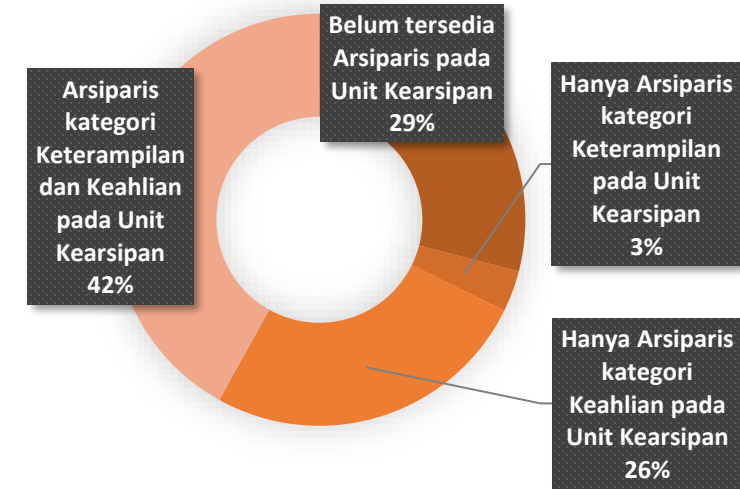 Belum tersedia
Arsiparis pada
Unit Kearsipan
29%
Hanya Arsiparis
kategori
Keterampilan
pada Unit
Kearsipan
3%
Hanya Arsiparis
kategori
Keahlian pada
Unit Kearsipan
26%
Arsiparis
kategori
Keterampilan
dan Keahlian
pada Unit
Kearsipan
42%